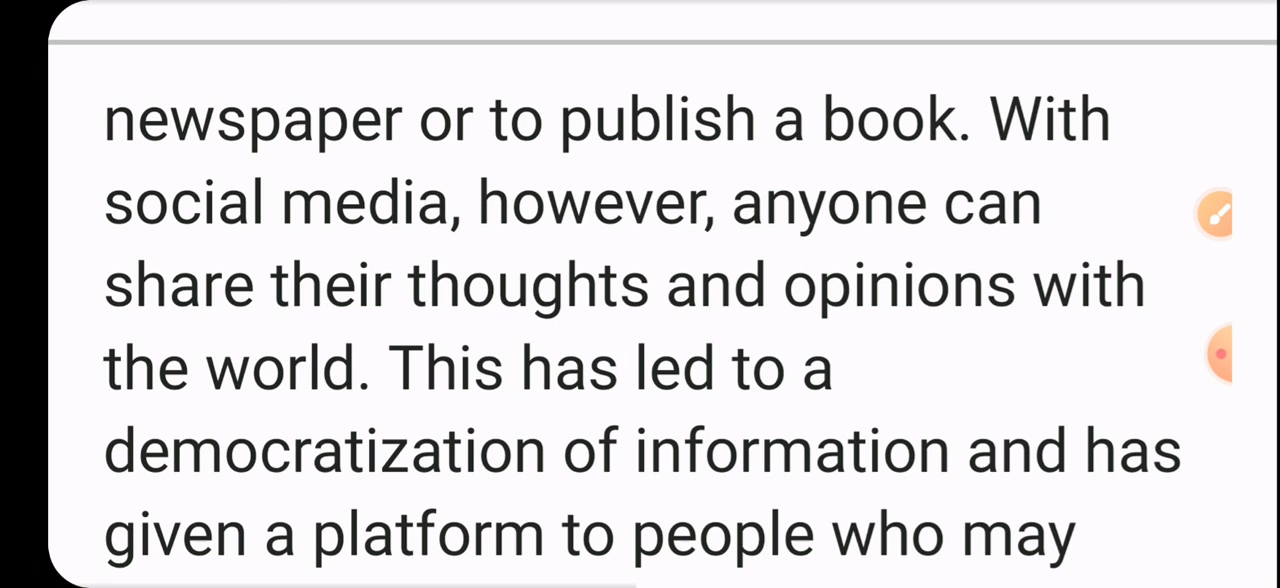 newspaper or to publish a book. With
social media, however, anyone can
share their thoughts and opinions with
the world. This has led to a
democratization of information and has
given a platform to people who may